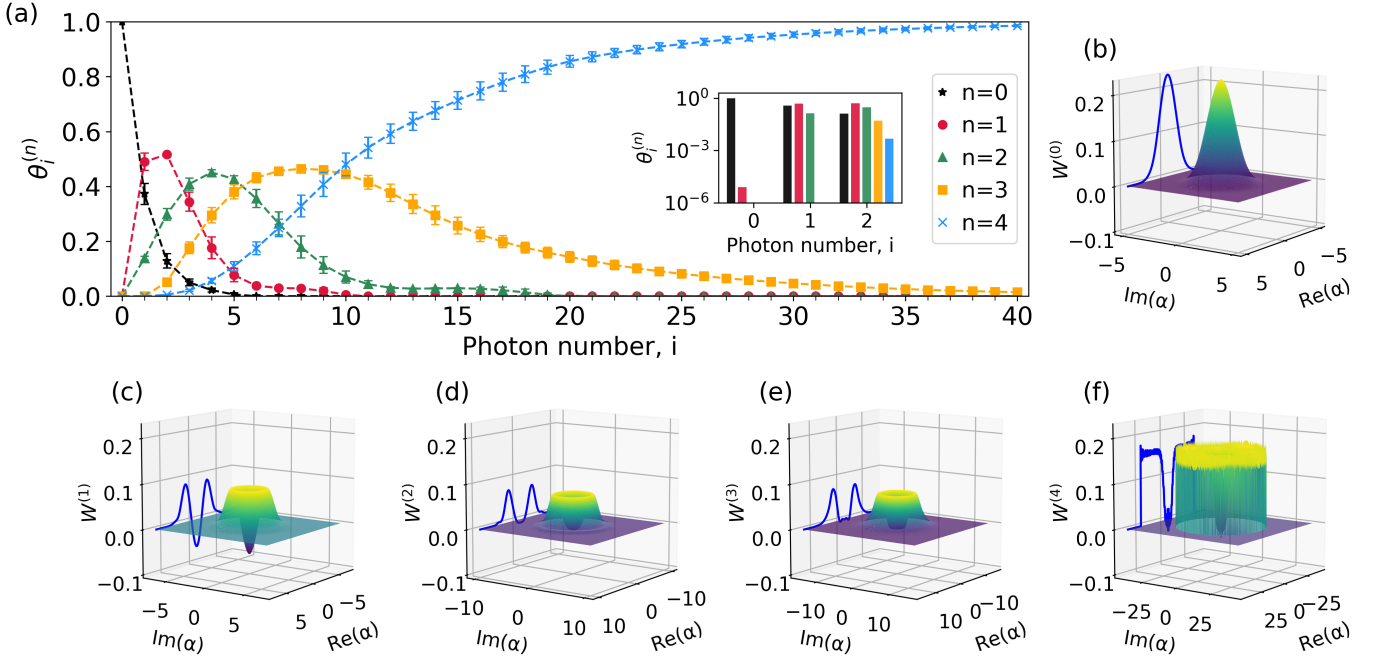 (a)
θ_i^(n)
1.0
0.8
0.6
0.4
0.2
0.0
0 5 10 15 20 25 30 35 40
Photon number, i
θ_i^(n)
10^0
10^−3
10^−6
0 1 2
Photon number, i
n=0
n=1
n=2
n=3
n=4
(b)
W^(0)
0.2
0.1
0.0
−0.1
−5 0 5
Im(α)
5 0 −5
Re(α)
(c)
W^(1)
0.2
0.1
0.0
−0.1
−5 0 5
Im(α)
5 0 −5
Re(α)
(d)
W^(2)
0.2
0.1
0.0
−0.1
−10 0 10
Im(α)
10 0 −10
Re(α)
(e)
W^(3)
0.2
0.1
0.0
−0.1
−10 0 10
Im(α)
10 0 −10
Re(α)
(f)
W^(4)
0.2
0.1
0.0
−0.1
−25 0 25
Im(α)
25 0 −25
Re(α)